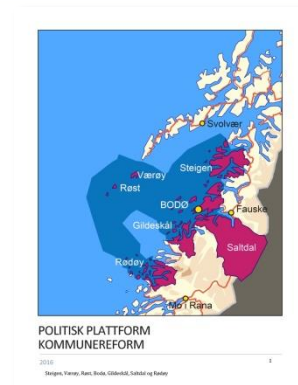 Svolvær
Steigen
Værøy
Røst
BODØ
Fauske
Gildeskål
Saltdal
Rødøy
Mo i Rana
POLITISK PLATTFORM
KOMMUNEREFORM
2016
1
Steigen, Værøy, Røst, Bodø, Gildeskål, Saltdal og Rødøy